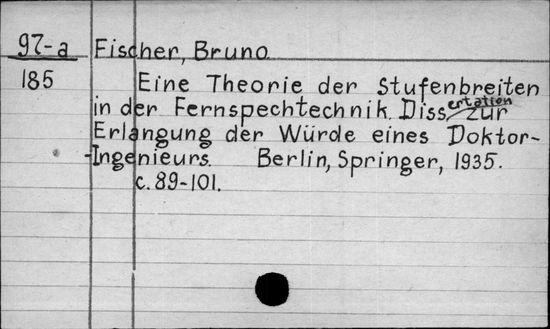 97-a Fischer, Bruno
185 Eine Theorie der Stufenbreiten
in der Fernspechtechnik. Dissertation zur
Erlangung der Würde eines Doktor-
-Ingenieurs. Berlin, Springer, 1935.
c. 89-101.